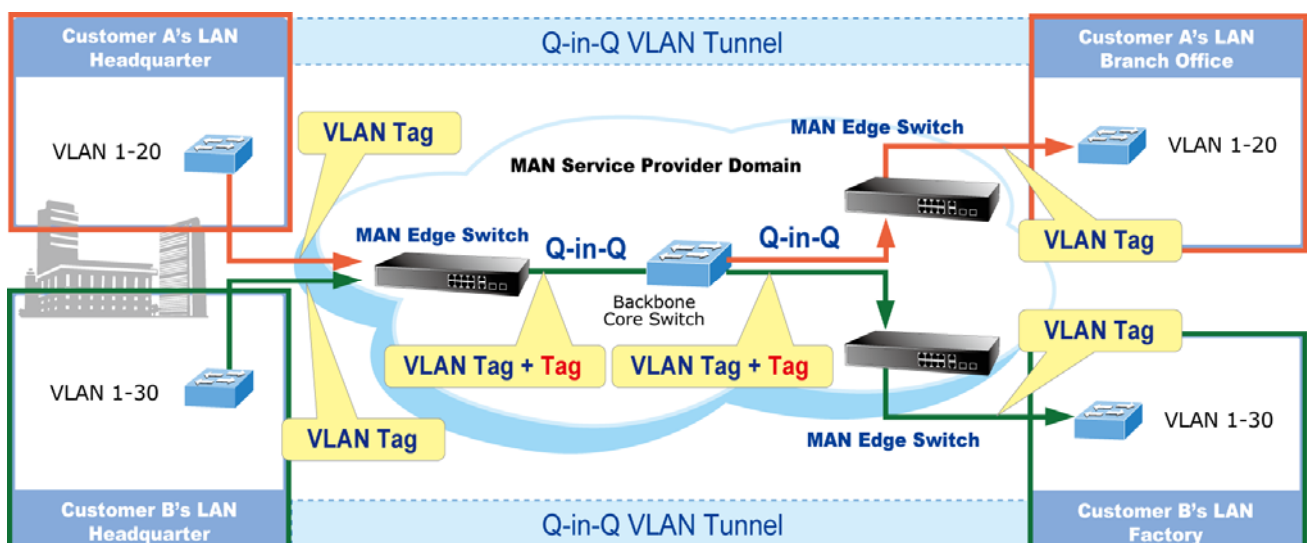 Customer A's LAN
Headquarter
Q-in-Q VLAN Tunnel
Customer A's LAN
Branch Office
VLAN 1-20
VLAN Tag
MAN Edge Switch
VLAN 1-20
MAN Service Provider Domain
MAN Edge Switch
Q-in-Q
Q-in-Q
VLAN Tag
Backbone
Core Switch
VLAN Tag
VLAN Tag + Tag
VLAN Tag + Tag
VLAN 1-30
VLAN Tag
MAN Edge Switch
VLAN 1-30
Customer B's LAN
Headquarter
Q-in-Q VLAN Tunnel
Customer B's LAN
Factory